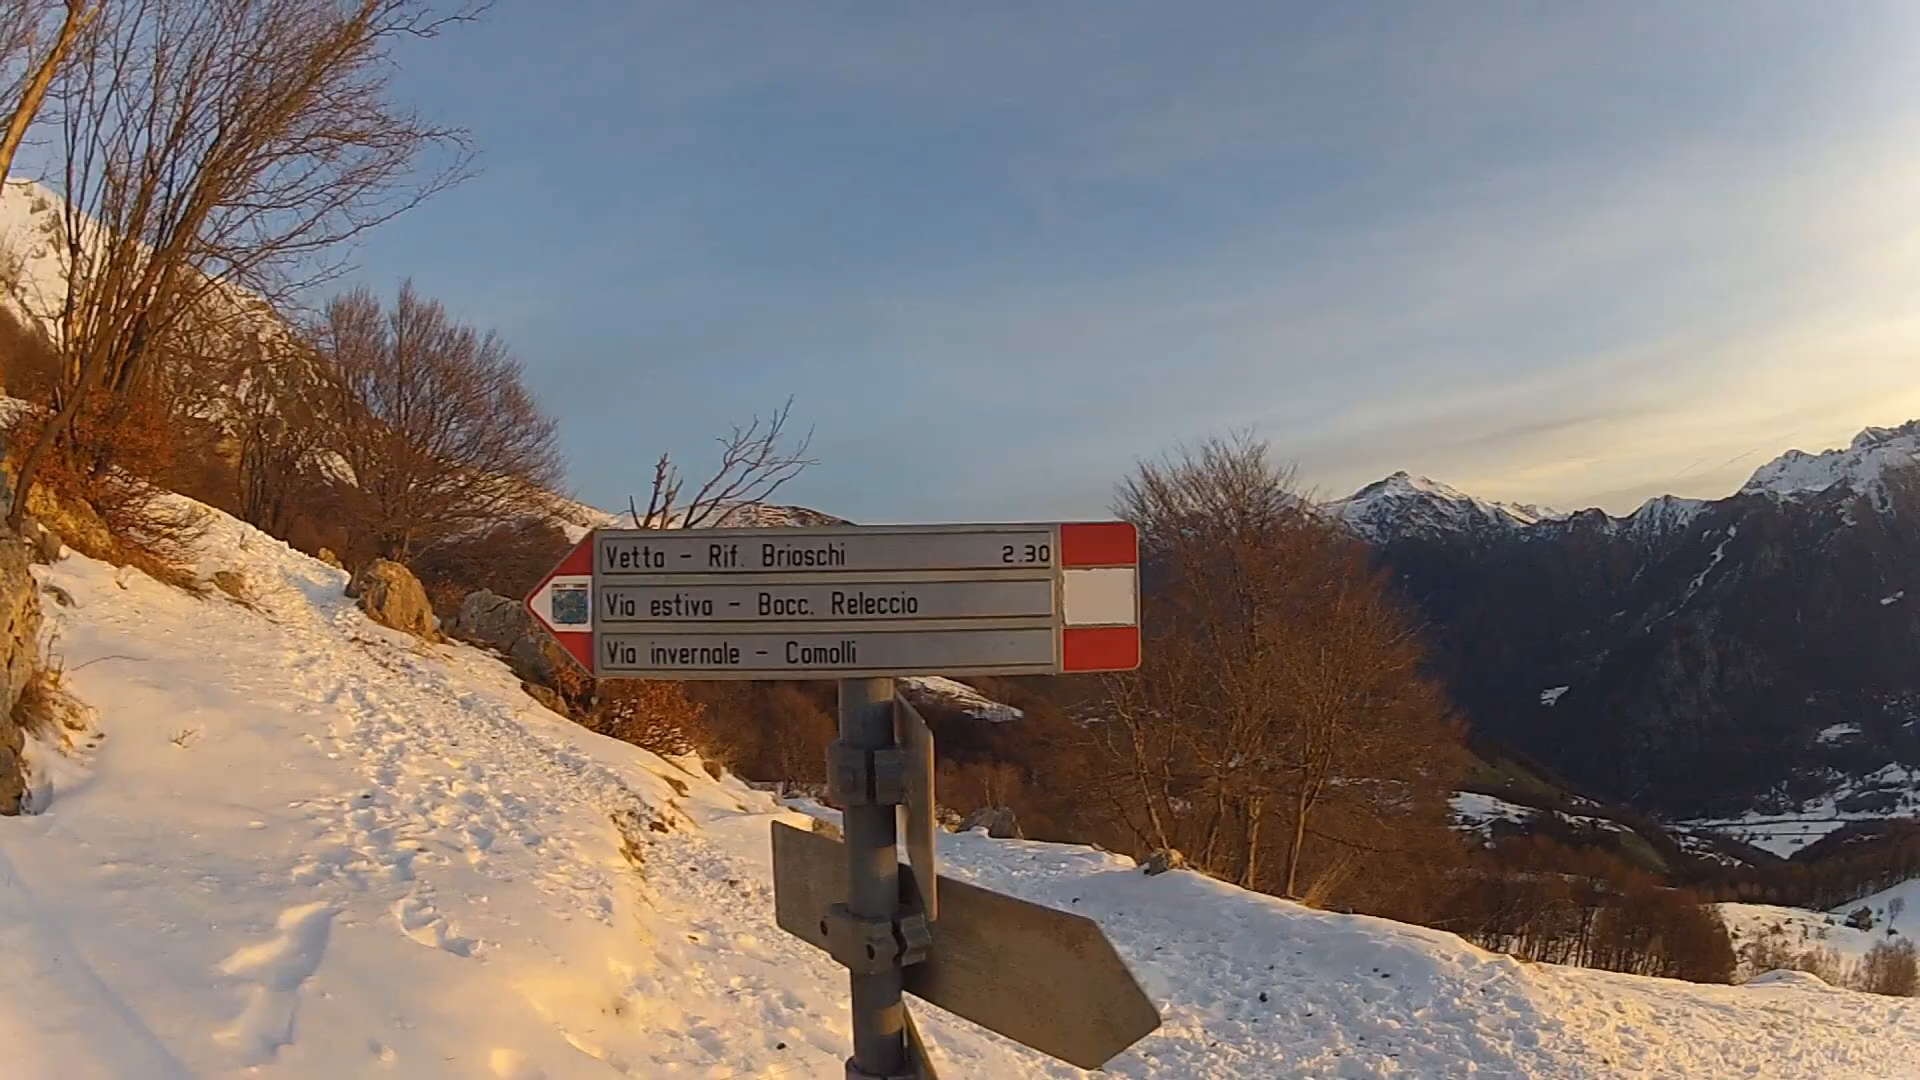 Vetta - Rif. Brioschi 2.30
Via estiva - Bocc. Releccio
Via invernale - Comolli